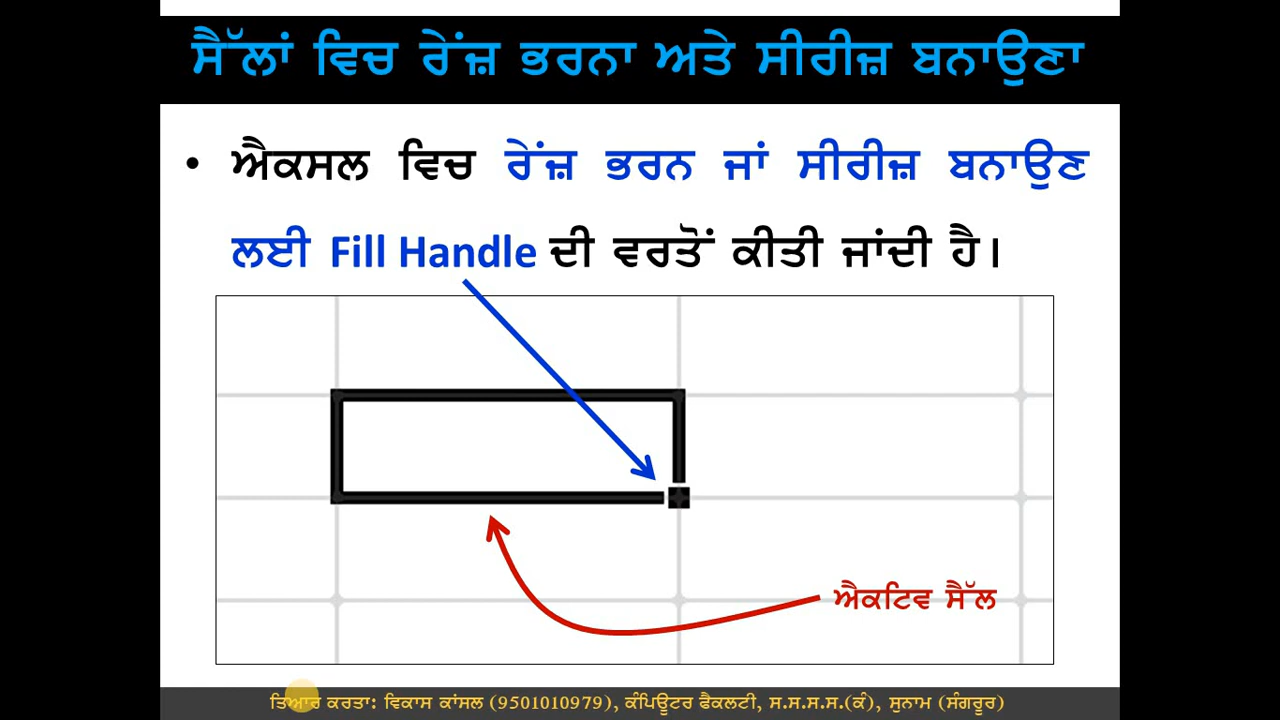 ਸੈੱਲਾਂ ਵਿਚ ਰੇਂਜ਼ ਭਰਨਾ ਅਤੇ ਸੀਰੀਜ਼ ਬਨਾਉਣਾ
• ਐਕਸਲ ਵਿਚ ਰੇਂਜ਼ ਭਰਨ ਜਾਂ ਸੀਰੀਜ਼ ਬਨਾਉਣ
ਲਈ Fill Handle ਦੀ ਵਰਤੋਂ ਕੀਤੀ ਜਾਂਦੀ ਹੈ।
ਐਕਟਿਵ ਸੈੱਲ
ਤਿਆਰ ਕਰਤਾ: ਵਿਕਾਸ ਕਾਂਸਲ (9501010979), ਕੰਪਿਊਟਰ ਫੈਕਲਟੀ, ਸ.ਸ.ਸ.ਸ.(ਕੰ), ਸੁਨਾਮ (ਸੰਗਰੂਰ)